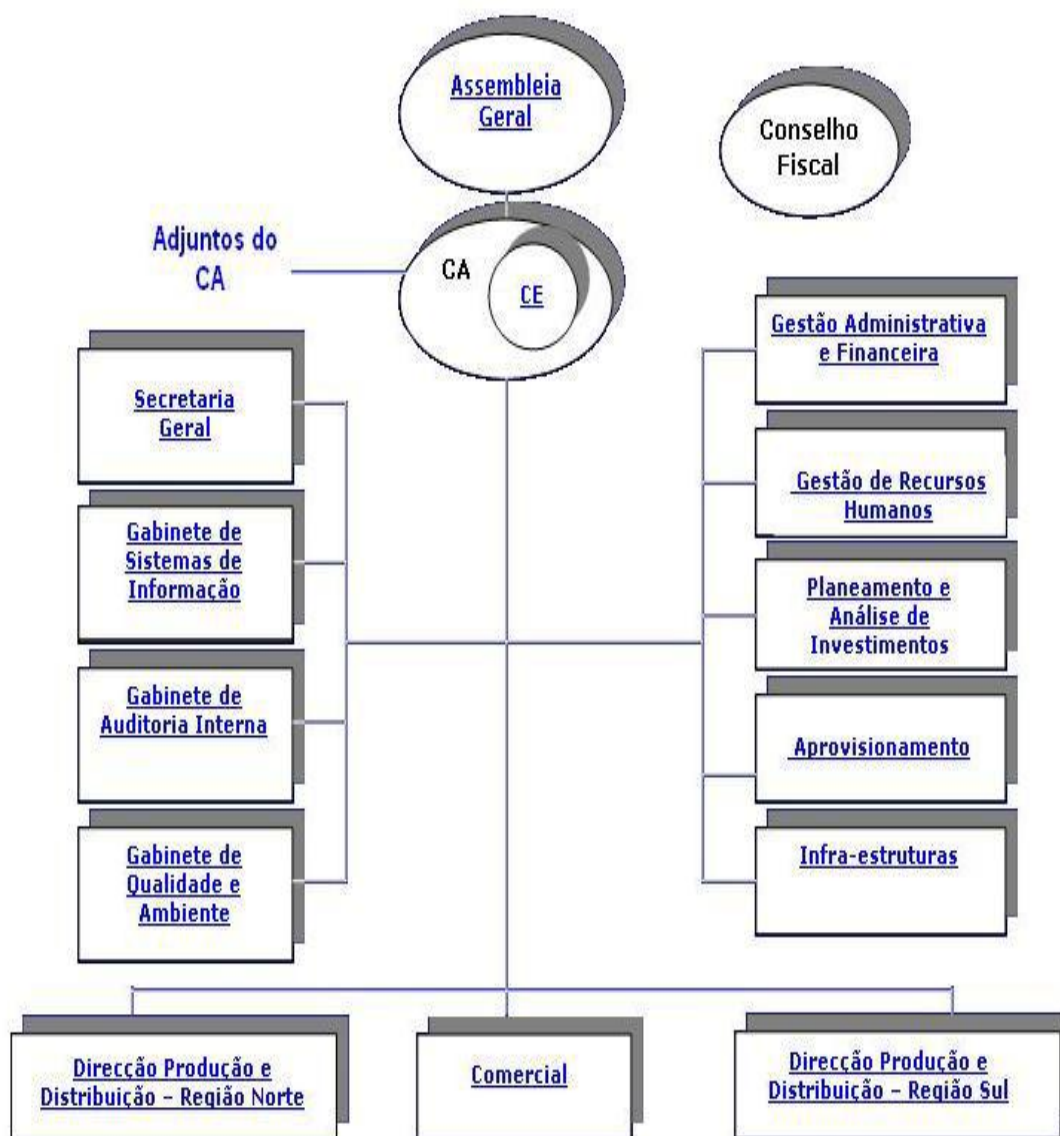 Assembleia
Geral
Conselho
Fiscal
Adjuntos do
CA
CA
CE
Secretaria
Geral
Gabinete de
Sistemas de
Informação
Gabinete de
Auditoria Interna
Gabinete de
Qualidade e
Ambiente
Gestão Administrativa
e Financeira
Gestão de Recursos
Humanos
Planeamento e
Análise de
Investimentos
Aprovisionamento
Infra-estruturas
Direcção Produção e
Distribuição – Região Norte
Comercial
Direcção Produção e
Distribuição – Região Sul